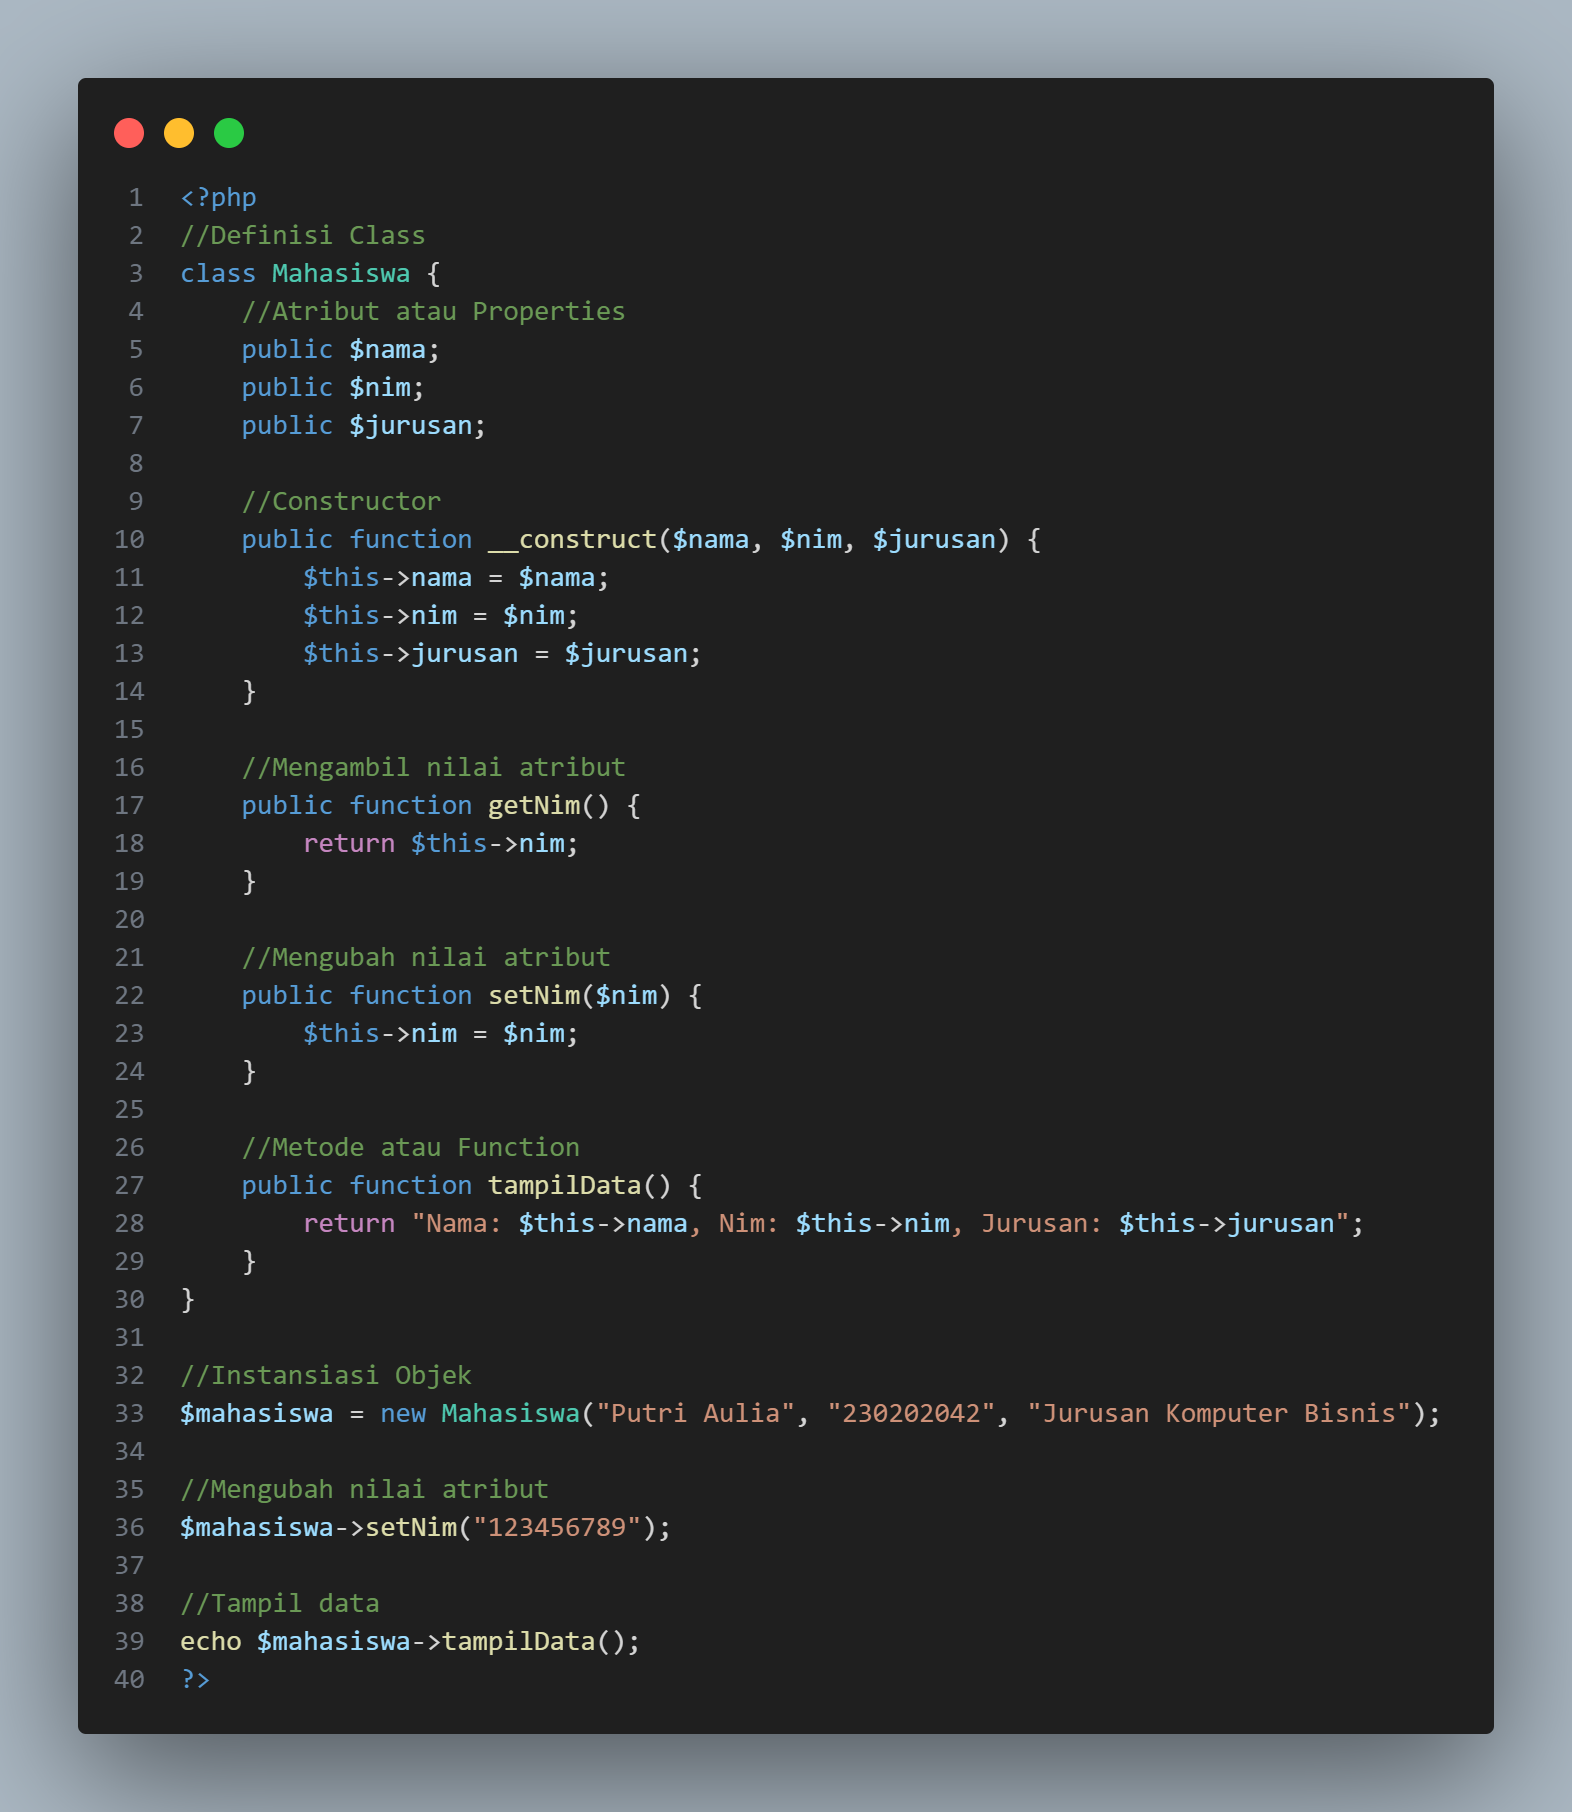 1 <?php
2 //Definisi Class
3 class Mahasiswa {
4     //Atribut atau Properties
5     public $nama;
6     public $nim;
7     public $jurusan;
8
9     //Constructor
10     public function __construct($nama, $nim, $jurusan) {
11         $this->nama = $nama;
12         $this->nim = $nim;
13         $this->jurusan = $jurusan;
14     }
15
16     //Mengambil nilai atribut
17     public function getNim() {
18         return $this->nim;
19     }
20
21     //Mengubah nilai atribut
22     public function setNim($nim) {
23         $this->nim = $nim;
24     }
25
26     //Metode atau Function
27     public function tampilData() {
28         return "Nama: $this->nama, Nim: $this->nim, Jurusan: $this->jurusan";
29     }
30 }
31
32 //Instansiasi Objek
33 $mahasiswa = new Mahasiswa("Putri Aulia", "230202042", "Jurusan Komputer Bisnis");
34
35 //Mengubah nilai atribut
36 $mahasiswa->setNim("123456789");
37
38 //Tampil data
39 echo $mahasiswa->tampilData();
40 ?>